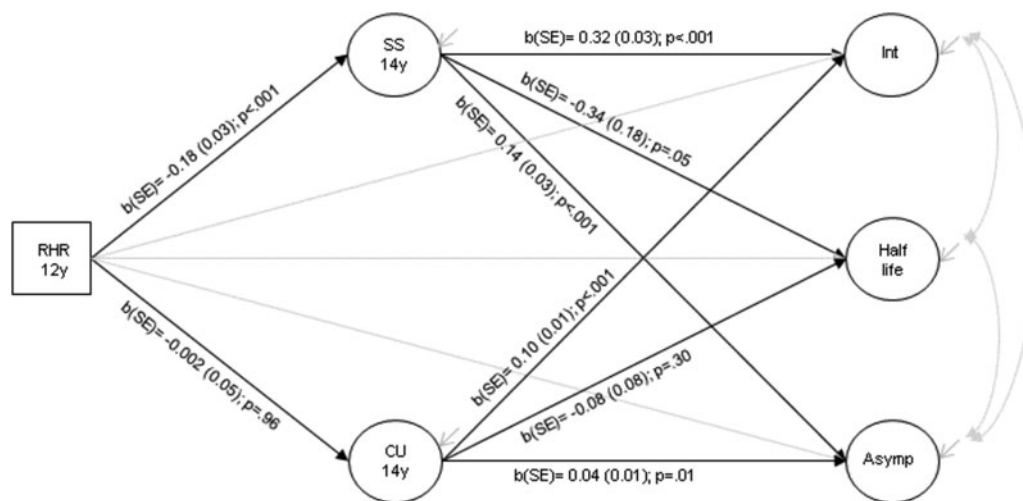 SS
14y
b(SE)= 0.32 (0.03); p<.001
Int
b(SE)= -0.34 (0.18); p=.05
b(SE)= 0.14 (0.03); p<.001
b(SE)= -0.18 (0.03); p<.001
RHR
12y
Half
life
b(SE)= -0.002 (0.05); p=.96
b(SE)= 0.10 (0.01); p<.001
b(SE)= -0.08 (0.08); p=.30
CU
14y
b(SE)= 0.04 (0.01); p=.01
Asymp